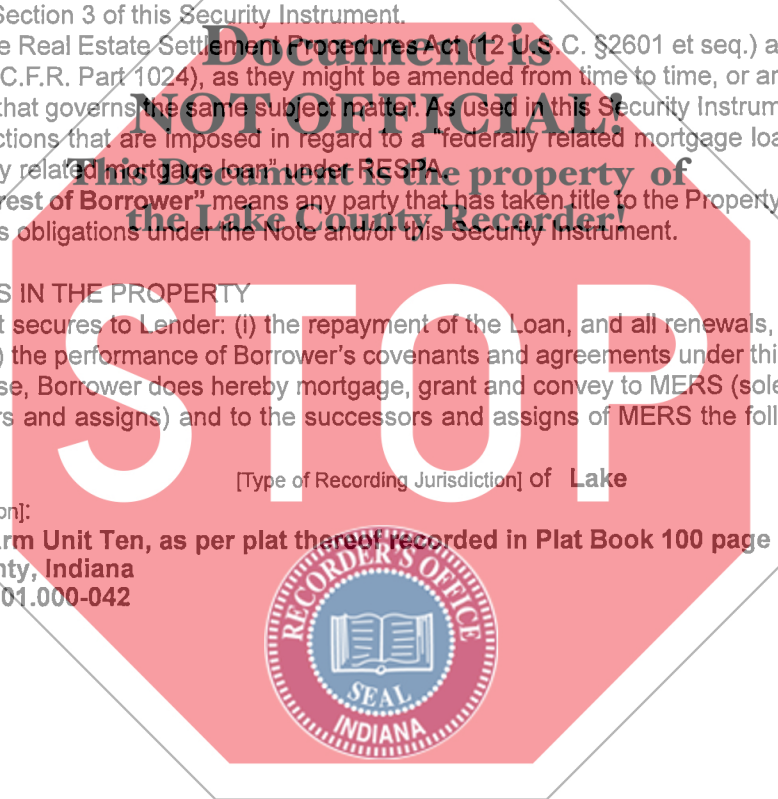 Section 3 of this Security Instrument.
Document is
e Real Estate Settlement Procedures Act (12 U.S.C. §2601 et seq.) a
C.F.R. Part 1024), as they might be amended from time to time, or an
that governs the same subject matter. As used in this Security Instrum
NOT OFFICIAL!
ctions that are imposed in regard to a "federally related mortgage loa
y related mortgage loan" under RESPA.
This Document is the property of
rest of Borrower" means any party that has taken title to the Property
the Lake County Recorder!
s obligations under the Note and/or this Security Instrument.
S IN THE PROPERTY
t secures to Lender: (i) the repayment of the Loan, and all renewals,
) the performance of Borrower's covenants and agreements under thi
se, Borrower does hereby mortgage, grant and convey to MERS (sole
rs and assigns) and to the successors and assigns of MERS the foll
STOP
[Type of Recording Jurisdiction] of Lake
on]:
rm Unit Ten, as per plat thereof recorded in Plat Book 100 page
nty, Indiana
01.000-042
RECORDER'S OFFICE
SEAL
INDIANA